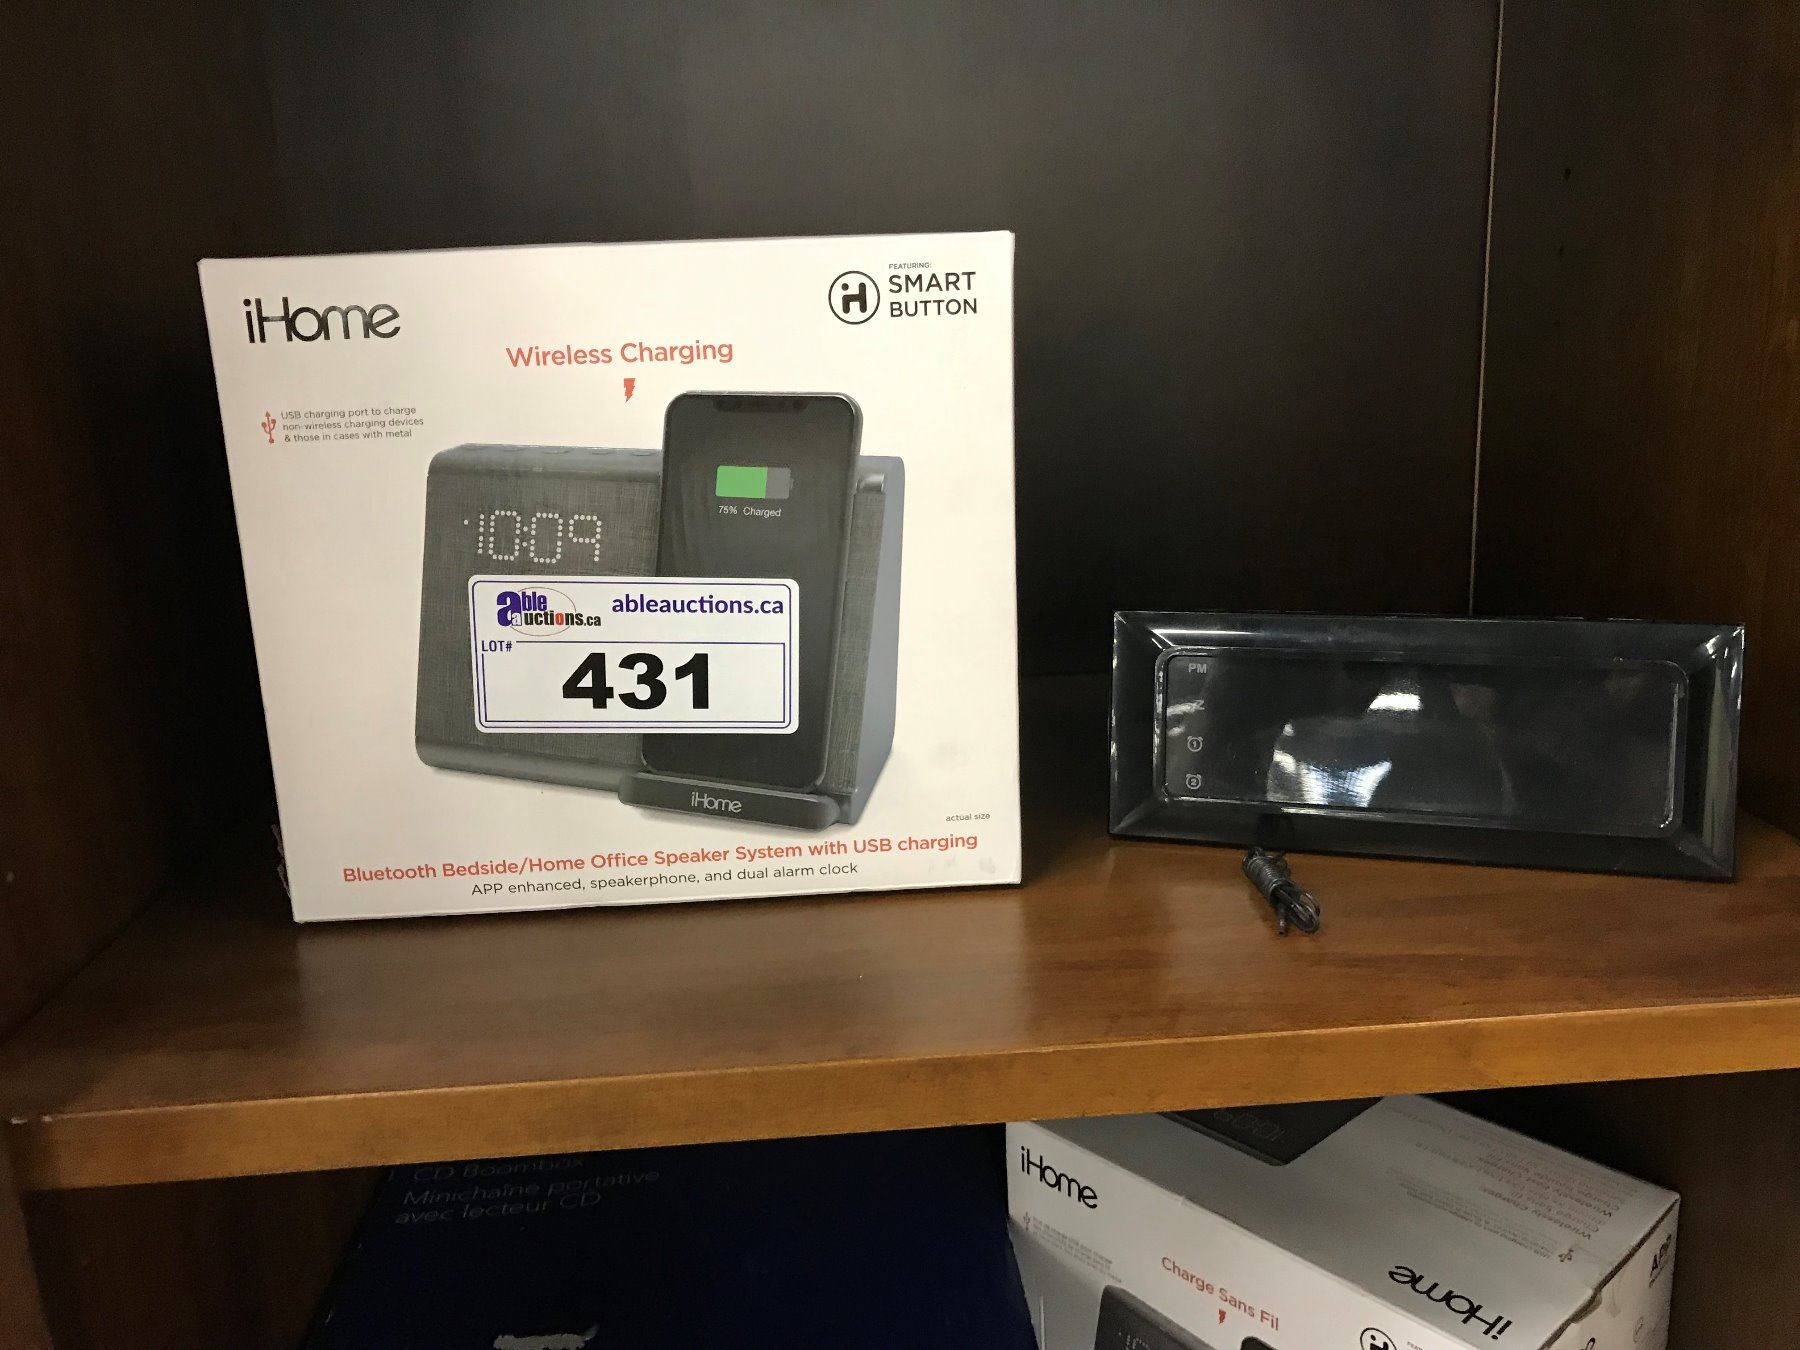 iHome
FEATURING:
SMART
BUTTON
Wireless Charging
USB charging port to charge
non-wireless charging devices
& those in cases with metal
75% Charged
10:09
able auctions.ca
ableauctions.ca
LOT#
431
iHome
actual size
Bluetooth Bedside/Home Office Speaker System with USB charging
APP enhanced, speakerphone, and dual alarm clock
PM
1
2
CD Boombox
Minichaîne portative
avec lecteur CD
iHome
Charge Sans Fil
iHome